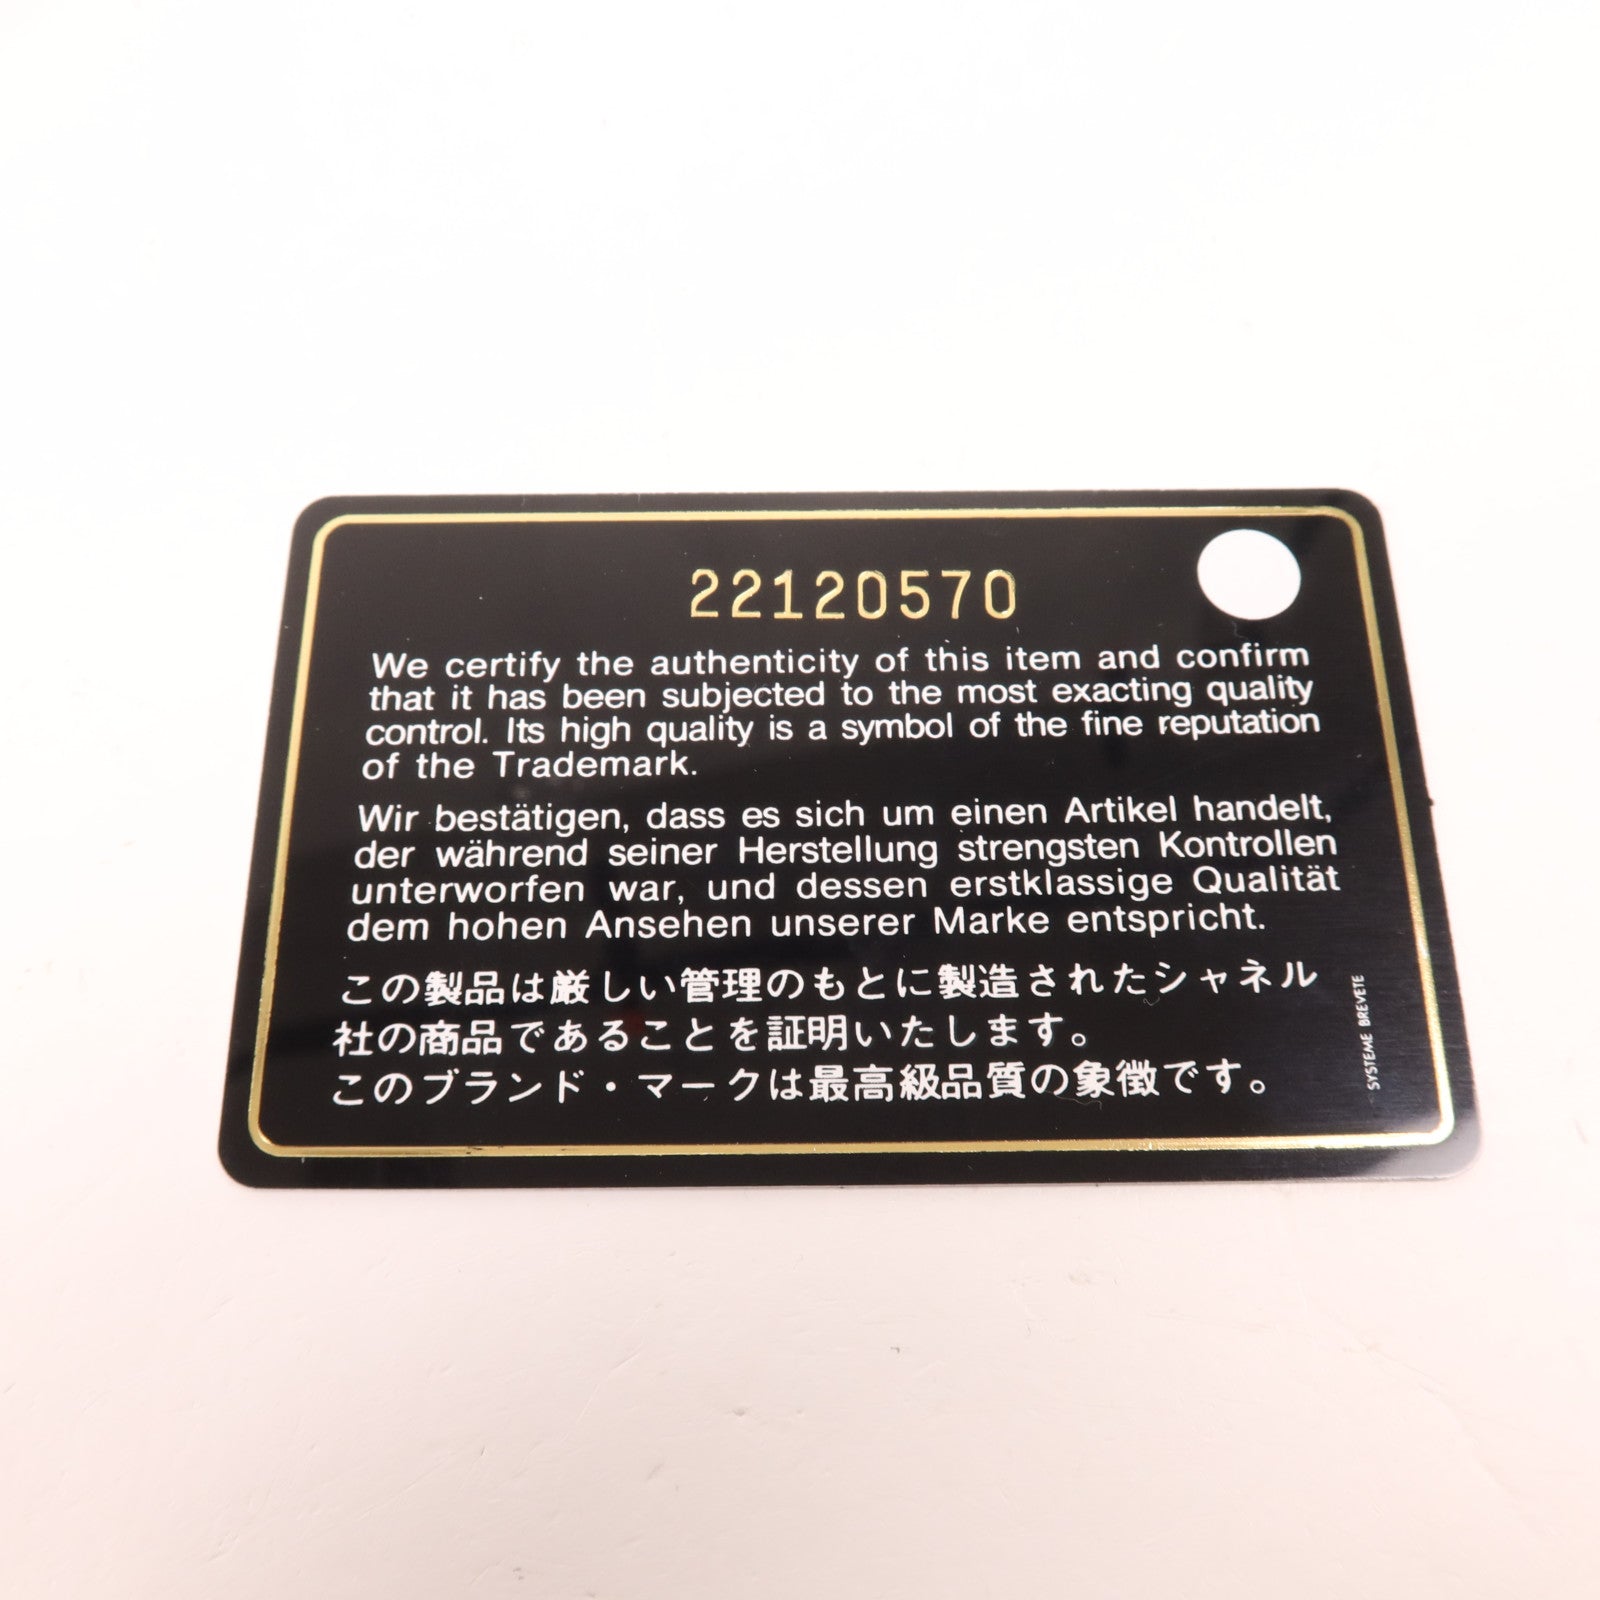 22120570
We certify the authenticity of this item and confirm
that it has been subjected to the most exacting quality
control. Its high quality is a symbol of the fine reputation
of the Trademark.
Wir bestätigen, dass es sich um einen Artikel handelt,
der während seiner Herstellung strengsten Kontrollen
unterworfen war, und dessen erstklassige Qualität
dem hohen Ansehen unserer Marke entspricht.
この製品は厳しい管理のもとに製造されたシャネル
社の商品であることを証明いたします。
このブランド・マークは最高級品質の象徴です。
SYSTEME BREVETE